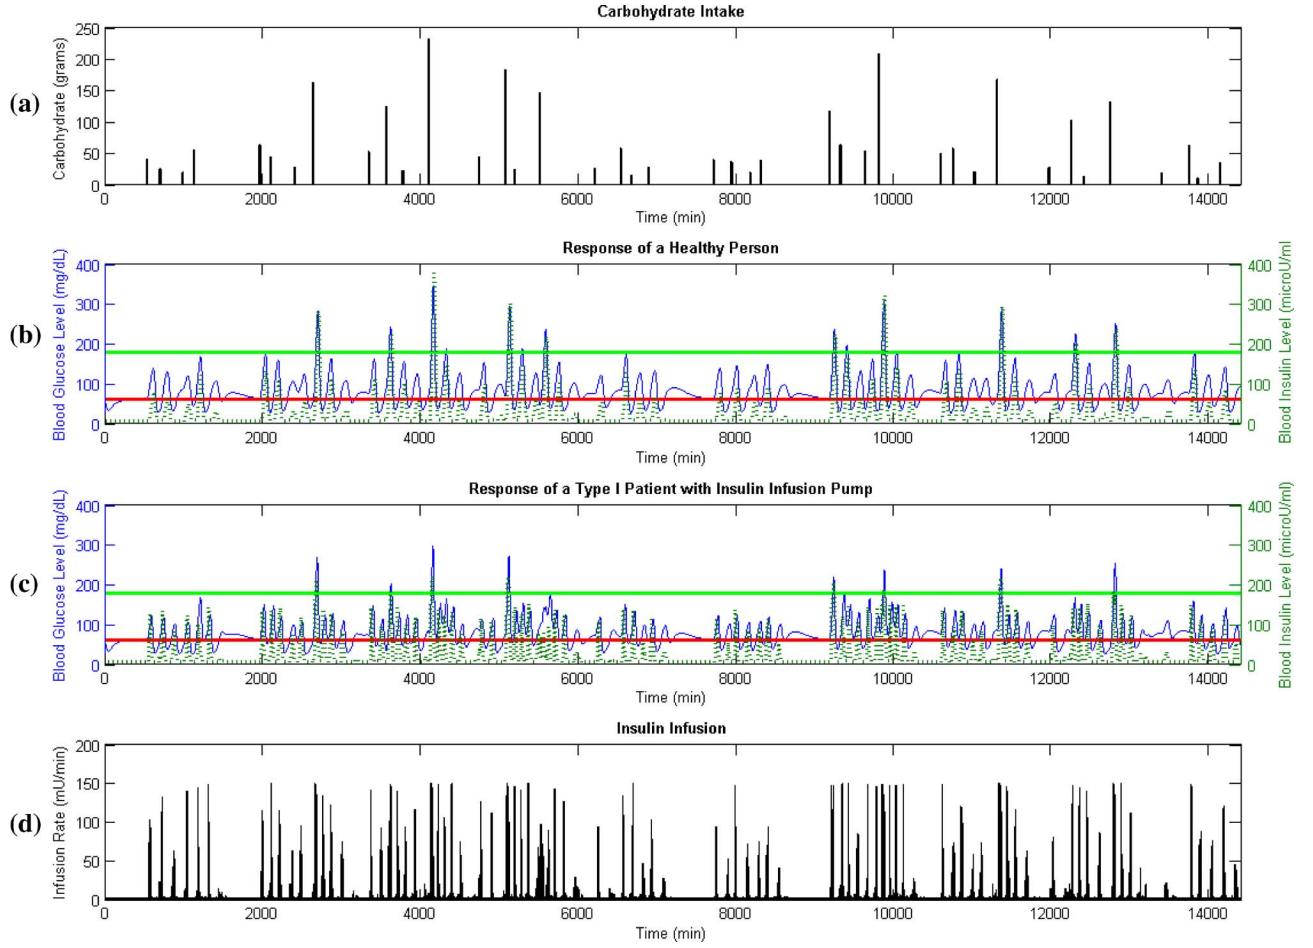 Carbohydrate Intake
(a)
Carbohydrate (grams)
250
200
150
100
50
0
0 2000 4000 6000 8000 10000 12000 14000
Time (min)
Response of a Healthy Person
(b)
Blood Glucose Level (mg/dL)
400
300
200
100
0
400
300
200
100
0
Blood Insulin Level (microU/ml
0 2000 4000 6000 8000 10000 12000 14000
Time (min)
Response of a Type I Patient with Insulin Infusion Pump
(c)
Blood Glucose Level (mg/dL)
400
300
200
100
0
400
300
200
100
0
Blood Insulin Level (microU/ml)
0 2000 4000 6000 8000 10000 12000 14000
Time (min)
Insulin Infusion
(d)
Infusion Rate (mU/min)
200
150
100
50
0
0 2000 4000 6000 8000 10000 12000 14000
Time (min)